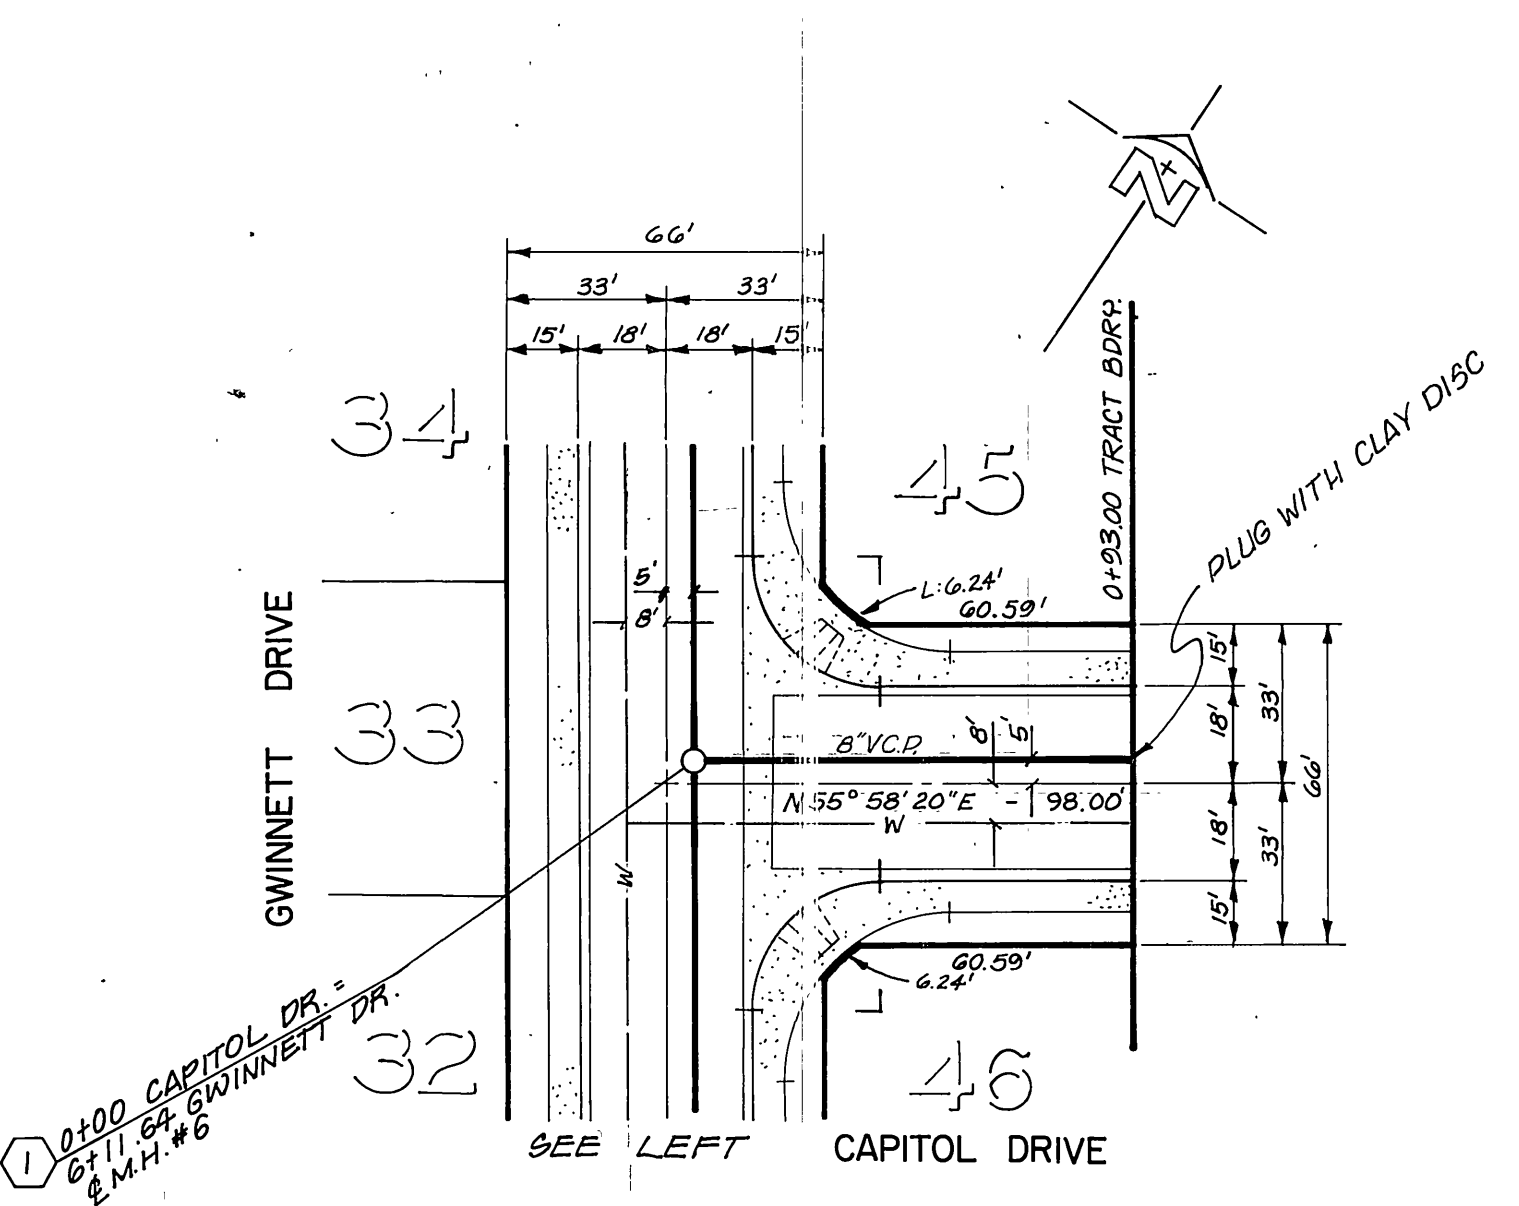 66'
33' 33'
15' 18' 18' 15'
N
34
45
0+93.00 TRACT BDRY.
PLUG WITH CLAY DISC
5'
8'
L:6.24'
60.59'
GWINNETT DRIVE
33
8" V.C.P.
8' 5'
N 55° 58' 20" E - 98.00'
W
W
15'
18'
33'
66'
18'
33'
15'
60.59'
6.24'
32
46
1
0+00 CAPITOL DR. =
6+11.64 GWINNETT DR.
℄ M.H. #6
SEE LEFT
CAPITOL DRIVE